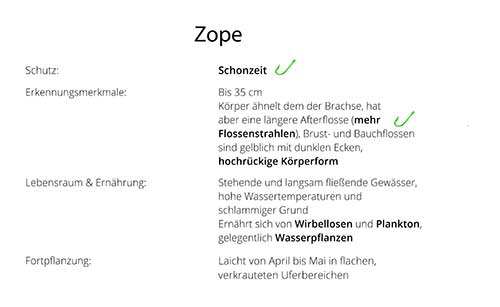 Zope
Schutz: Schonzeit
Erkennungsmerkmale: Bis 35 cm
Körper ähnelt dem der Brachse, hat
aber eine längere Afterflosse (mehr
Flossenstrahlen), Brust- und Bauchflossen
sind gelblich mit dunklen Ecken,
hochrückige Körperform
Lebensraum & Ernährung: Stehende und langsam fließende Gewässer,
hohe Wassertemperaturen und
schlammiger Grund
Ernährt sich von Wirbellosen und Plankton,
gelegentlich Wasserpflanzen
Fortpflanzung: Laicht von April bis Mai in flachen,
verkrauteten Uferbereichen